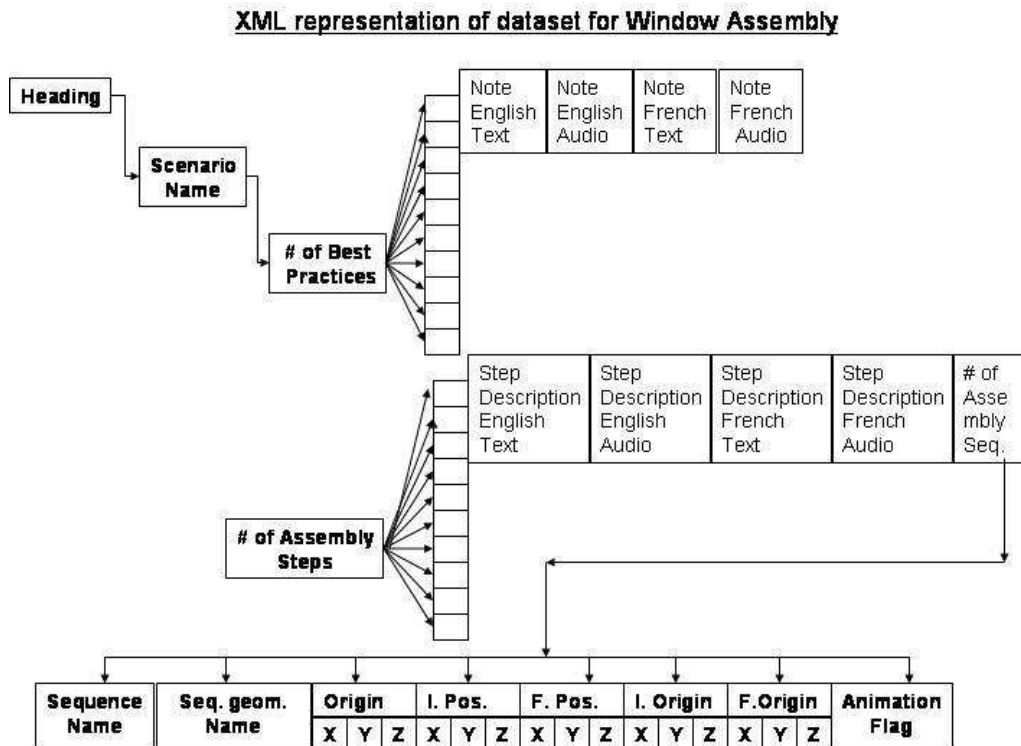 XML representation of dataset for Window Assembly
Heading
Scenario
Name
# of Best
Practices
Note
English
Text
Note
English
Audio
Note
French
Text
Note
French
Audio
# of Assembly
Steps
Step
Description
English
Text
Step
Description
English
Audio
Step
Description
French
Text
Step
Description
French
Audio
# of
Asse
mbly
Seq.
Sequence
Name
Seq. geom.
Name
Origin
X Y Z
I. Pos.
X Y Z
F. Pos.
X Y Z
I. Origin
X Y Z
F.Origin
X Y Z
Animation
Flag